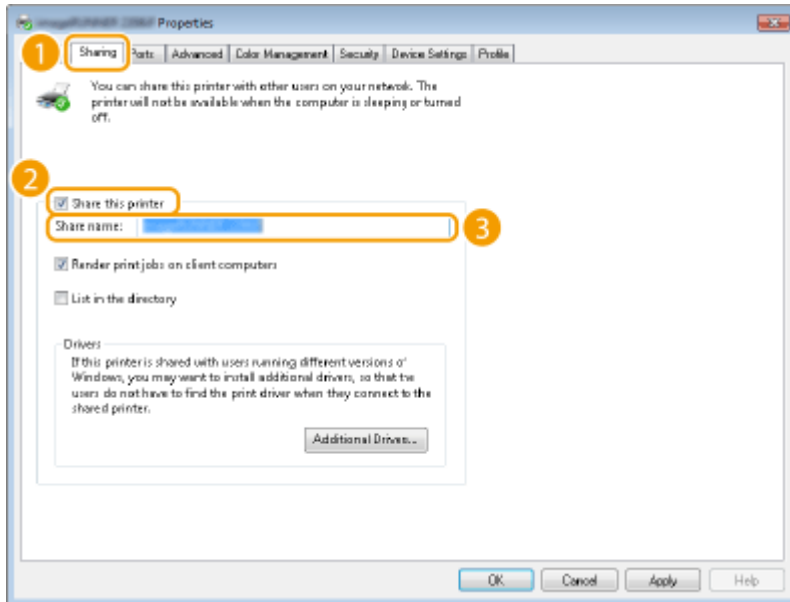 Properties
1
Sharing Ports Advanced Color Management Security Device Settings Profile
You can share this printer with other users on your network. The
printer will not be available when the computer is sleeping or turned
off.
2
Share this printer
Share name:
3
Render print jobs on client computers
List in the directory
Drivers
If this printer is shared with users running different versions of
Windows, you may want to install additional drivers, so that the
users do not have to find the print driver when they connect to the
shared printer.
Additional Drivers...
OK Cancel Apply Help